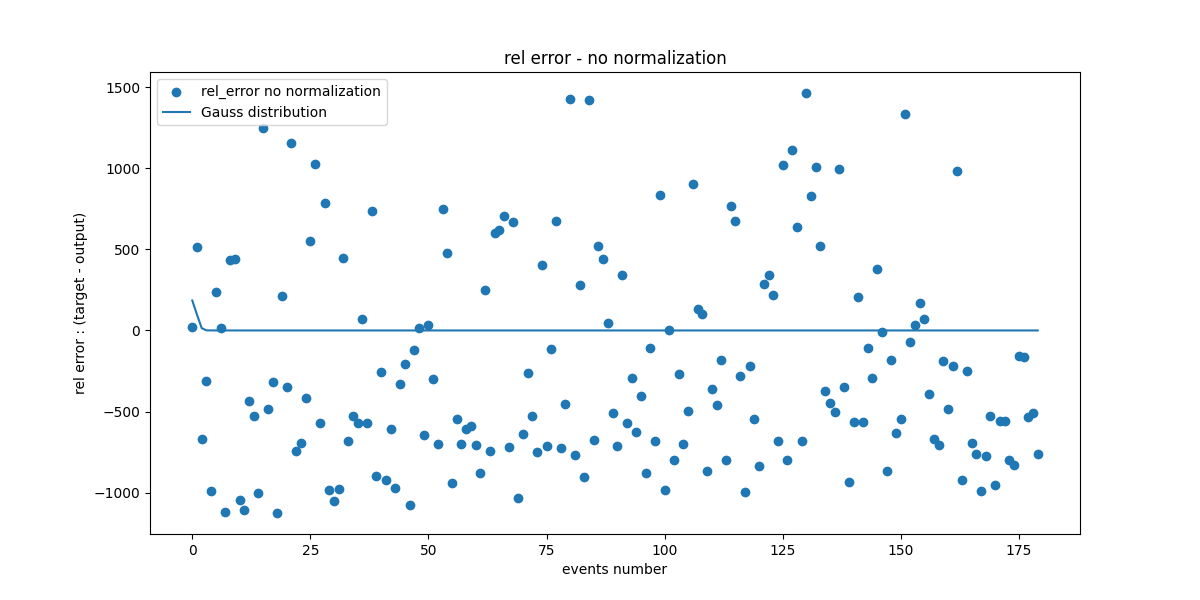 rel error - no normalization
rel_error no normalization
Gauss distribution
1500
1000
500
0
−500
−1000
rel error : (target - output)
0 25 50 75 100 125 150 175
events number